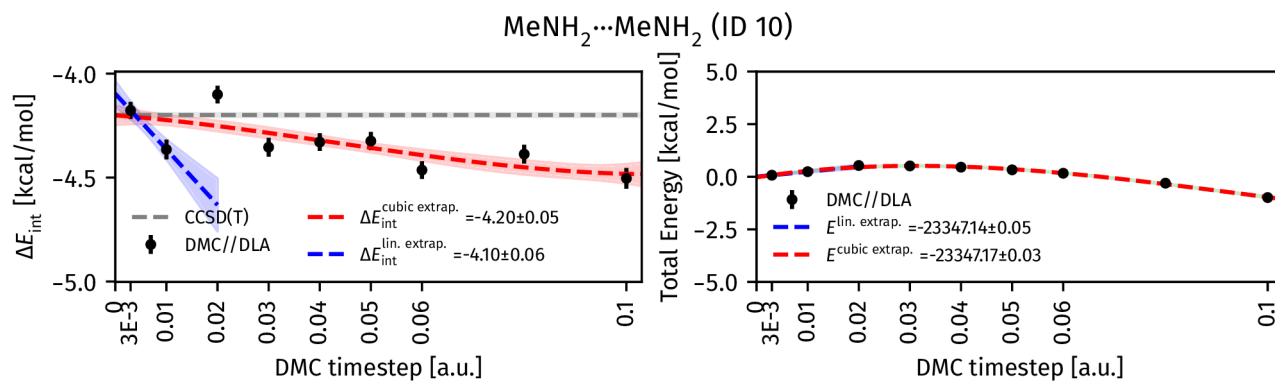 MeNH₂···MeNH₂ (ID 10)
ΔE_int [kcal/mol]
−4.0
−4.5
−5.0
CCSD(T)
DMC//DLA
ΔE_int^cubic extrap. =-4.20±0.05
ΔE_int^lin. extrap. =-4.10±0.06
0
3E-3
0.01
0.02
0.03
0.04
0.05
0.06
0.1
DMC timestep [a.u.]
Total Energy [kcal/mol]
5.0
2.5
0.0
−2.5
−5.0
DMC//DLA
E^lin. extrap. =-23347.14±0.05
E^cubic extrap. =-23347.17±0.03
0
3E-3
0.01
0.02
0.03
0.04
0.05
0.06
0.1
DMC timestep [a.u.]